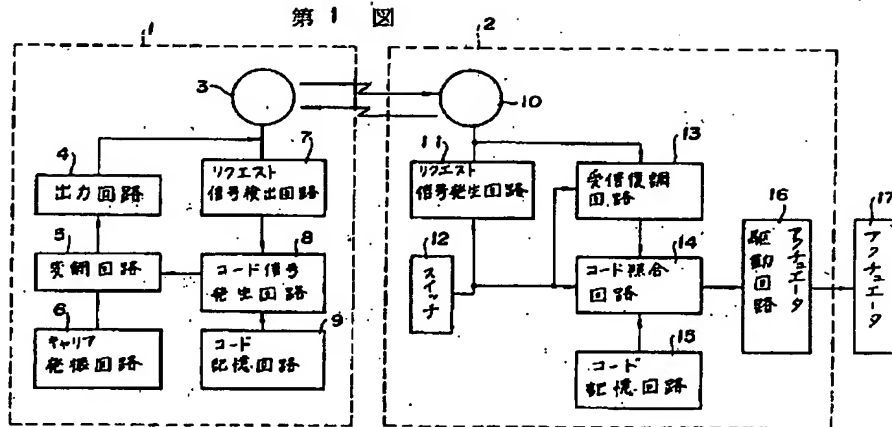 第1図
1
2
3
10
4
出力回路
7
リクエスト
信号検出回路
11
リクエスト
信号発生回路
13
受信復調
回路
5
変調回路
8
コード信号
発生回路
12
スイッチ
14
コード照合
回路
16
アクチュエータ
駆動回路
17
アクチュエータ
6
キャリア
発振回路
9
コード
記憶回路
15
コード
記憶回路